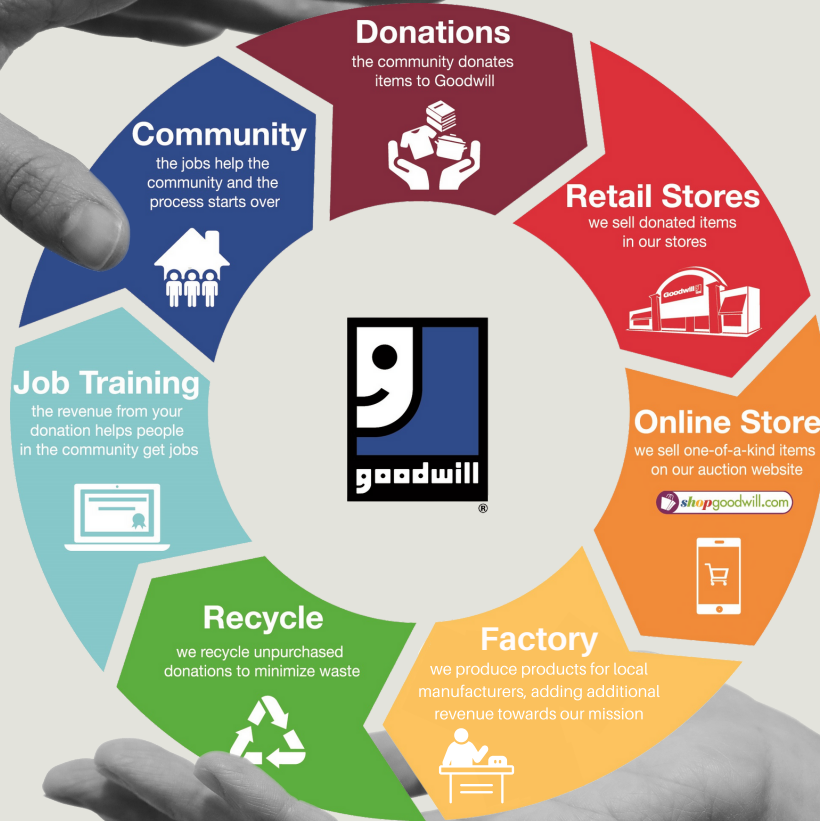 Donations
the community donates
items to Goodwill
Retail Stores
we sell donated items
in our stores
Goodwill
Online Store
we sell one-of-a-kind items
on our auction website
shopgoodwill.com
Factory
we produce products for local
manufacturers, adding additional
revenue towards our mission
Recycle
we recycle unpurchased
donations to minimize waste
Job Training
the revenue from your
donation helps people
in the community get jobs
Community
the jobs help the
community and the
process starts over
goodwill
®